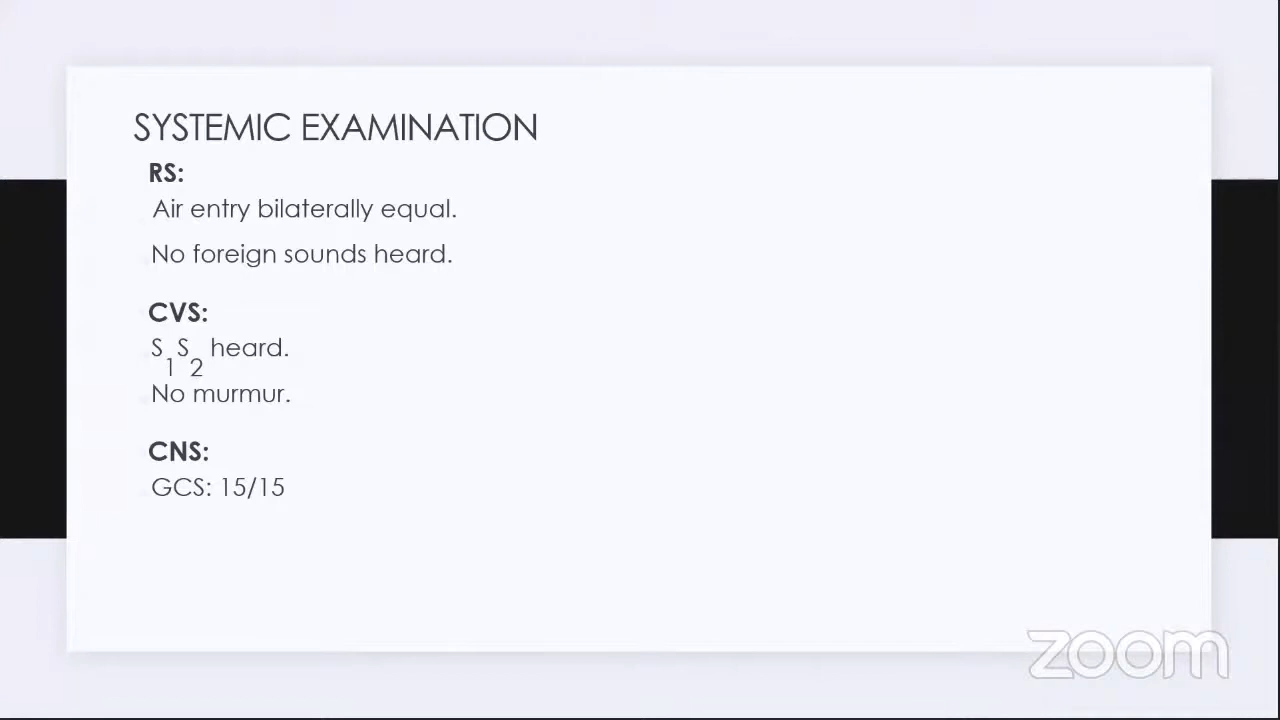 SYSTEMIC EXAMINATION
RS:
Air entry bilaterally equal.
No foreign sounds heard.
CVS:
S1S2 heard.
No murmur.
CNS:
GCS: 15/15
zoom